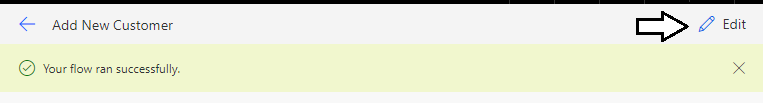 Add New Customer Edit
Your flow ran successfully.